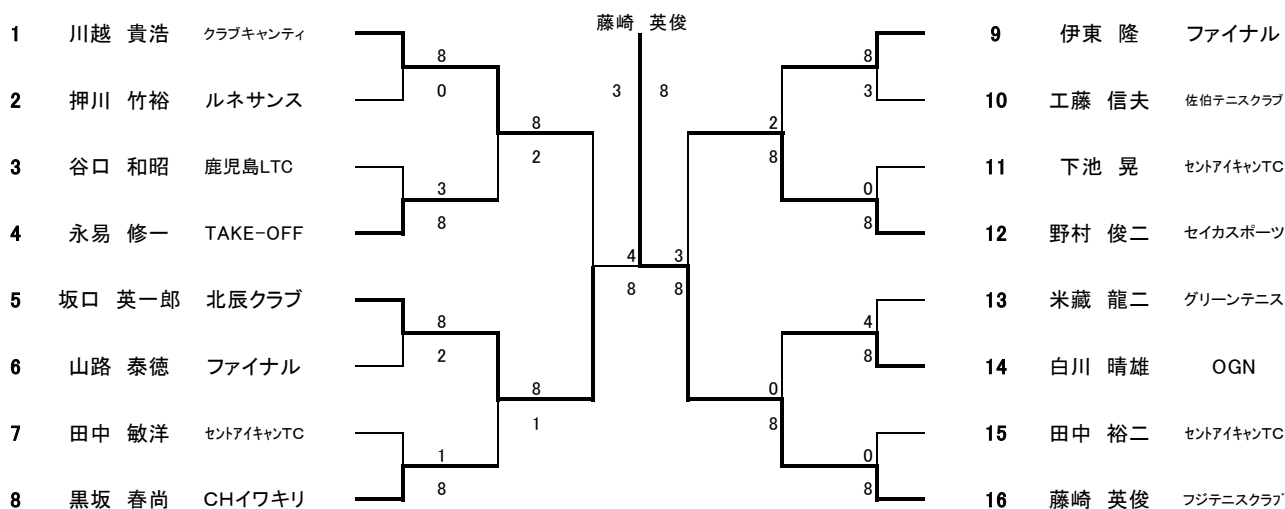 藤崎 英俊
1 川越 貴浩 クラブキャンティ
8
0
2 押川 竹裕 ルネサンス
8
2
3 谷口 和昭 鹿児島LTC
3
8
4 永易 修一 TAKE-OFF
4
8
5 坂口 英一郎 北辰クラブ
8
2
6 山路 泰徳 ファイナル
8
1
7 田中 敏洋 セントアイキャンTC
1
8
8 黒坂 春尚 CHイワキリ
3 8
9 伊東 隆 ファイナル
8
3
10 工藤 信夫 佐伯テニスクラブ
2
8
11 下池 晃 セントアイキャンTC
0
8
12 野村 俊二 セイカスポーツ
3
8
13 米藏 龍二 グリーンテニス
4
8
14 白川 晴雄 OGN
0
8
15 田中 裕二 セントアイキャンTC
0
8
16 藤崎 英俊 フジテニスクラブ